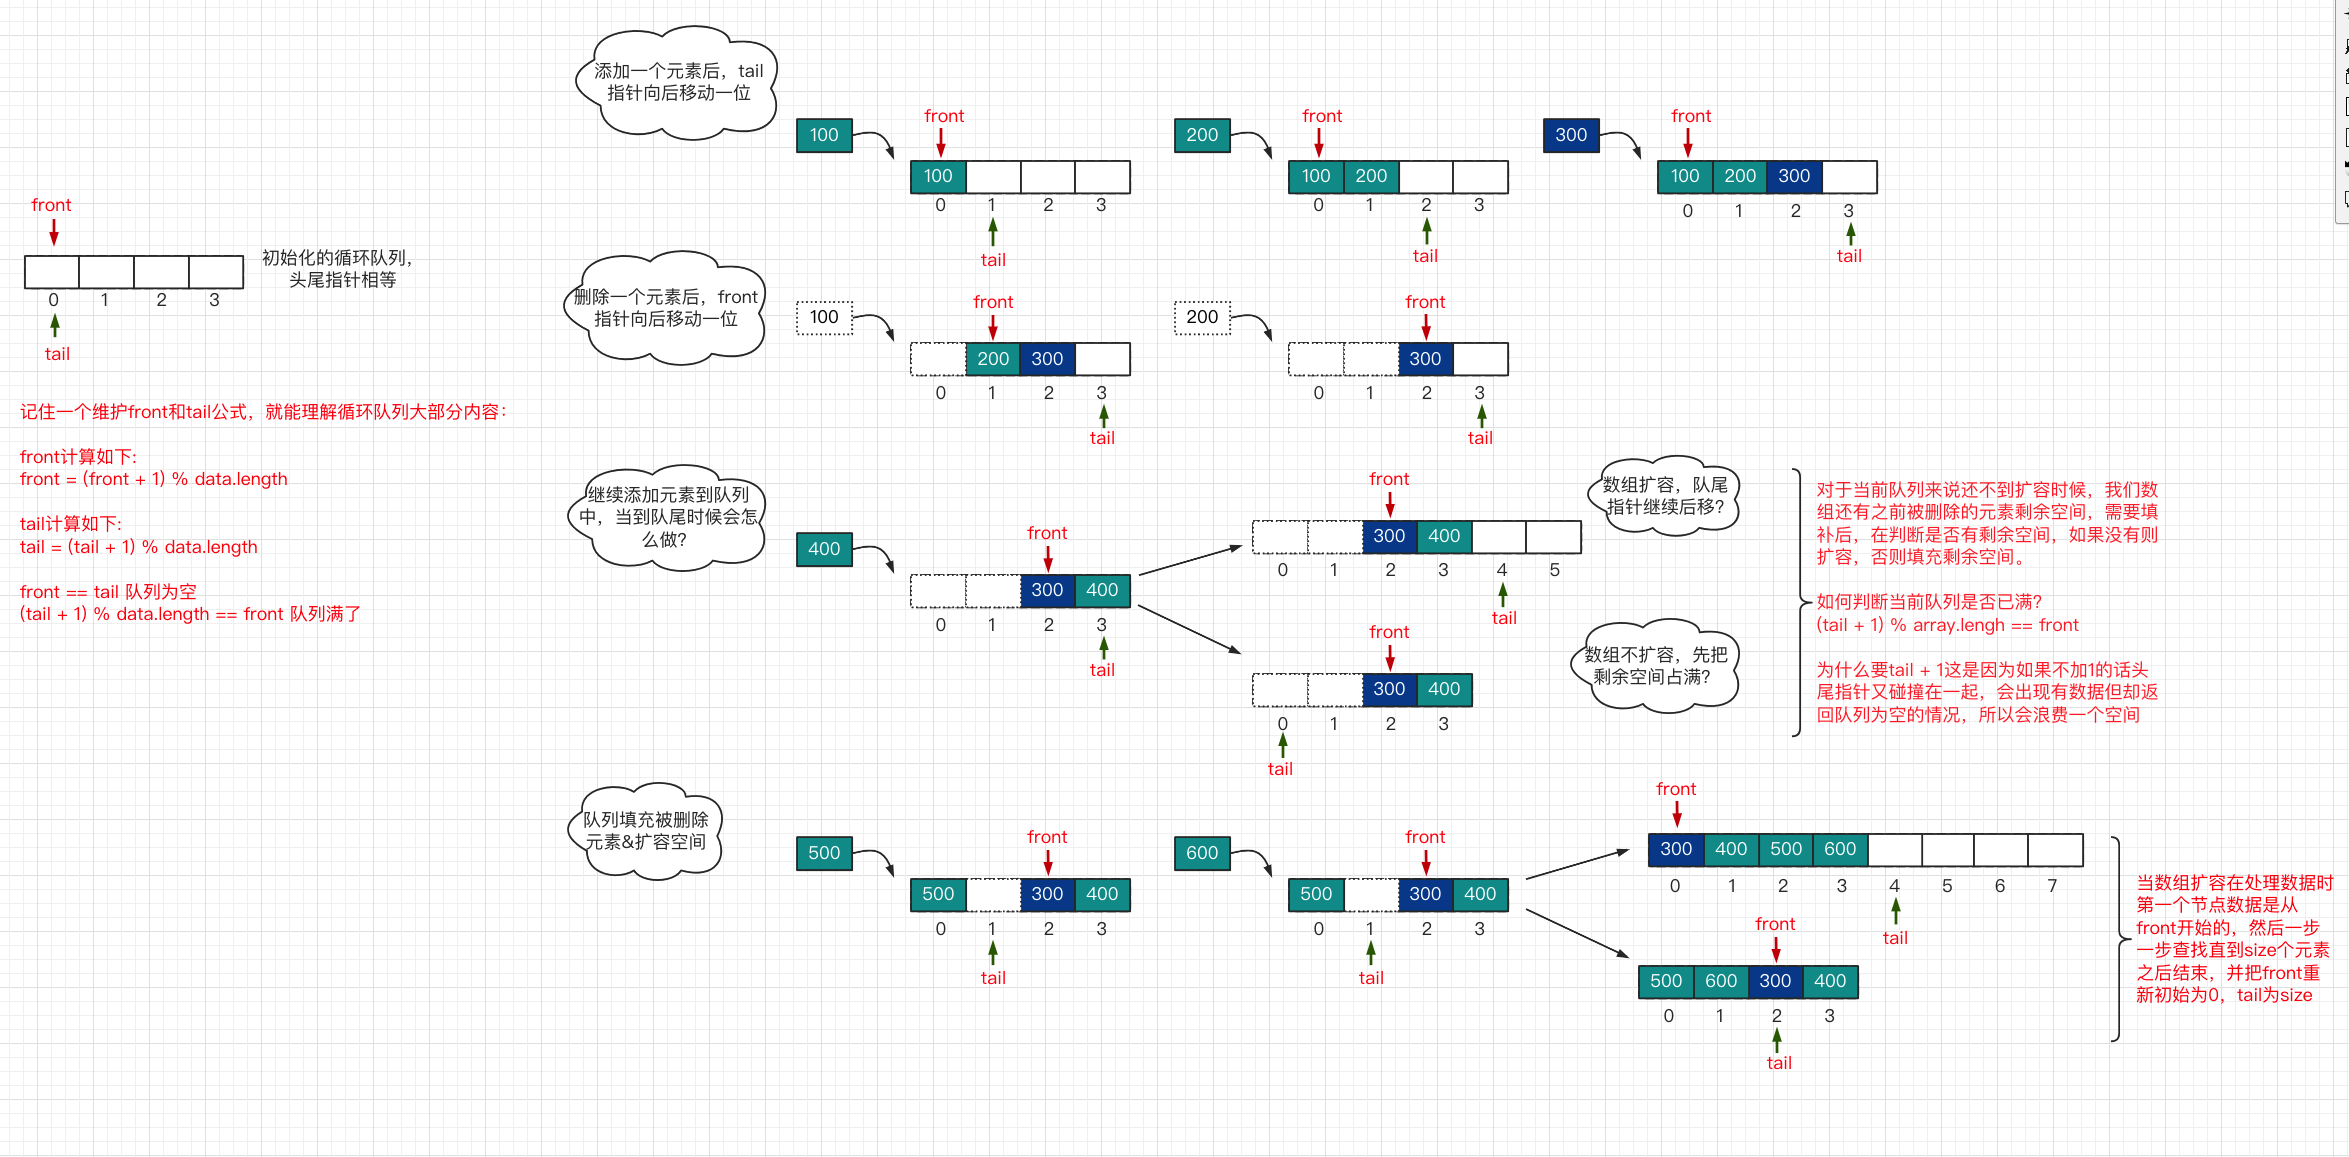 添加一个元素后，tail
指针向后移动一位
100
front
100
0
1
2
3
tail
200
front
100
200
0
1
2
3
tail
300
front
100
200
300
0
1
2
3
tail
front
0
1
2
3
tail
初始化的循环队列，
头尾指针相等
删除一个元素后，front
指针向后移动一位
100
front
200
300
0
1
2
3
tail
200
front
300
0
1
2
3
tail
记住一个维护front和tail公式，就能理解循环队列大部分内容：
front计算如下:
front = (front + 1) % data.length
tail计算如下:
tail = (tail + 1) % data.length
front == tail 队列为空
(tail + 1) % data.length == front 队列满了
继续添加元素到队列
中，当到队尾时候会怎
么做？
400
front
300
400
0
1
2
3
tail
front
300
400
0
1
2
3
4
5
tail
数组扩容，队尾
指针继续后移？
front
300
400
0
1
2
3
tail
数组不扩容，先把
剩余空间占满？
对于当前队列来说还不到扩容时候，我们数
组还有之前被删除的元素剩余空间，需要填
补后，在判断是否有剩余空间，如果没有则
扩容，否则填充剩余空间。
如何判断当前队列是否已满？
(tail + 1) % array.lengh == front
为什么要tail + 1这是因为如果不加1的话头
尾指针又碰撞在一起，会出现有数据但却返
回队列为空的情况，所以会浪费一个空间
队列填充被删除
元素&扩容空间
500
front
500
300
400
0
1
2
3
tail
600
front
500
300
400
0
1
2
3
tail
front
300
400
500
600
0
1
2
3
4
5
6
7
tail
front
500
600
300
400
0
1
2
3
tail
当数组扩容在处理数据时
第一个节点数据是从
front开始的，然后一步
一步查找直到size个元素
之后结束，并把front重
新初始为0，tail为size